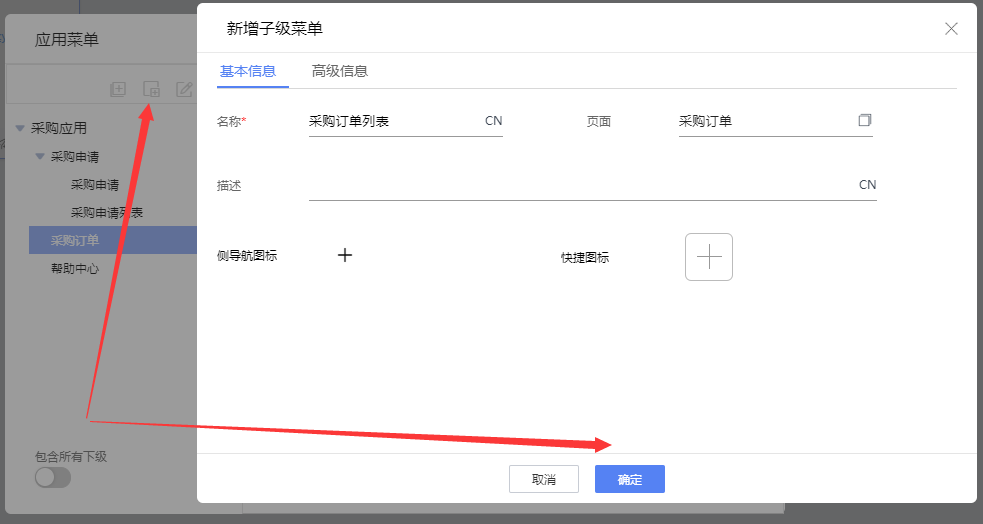 应用菜单
采购应用
采购申请
采购申请
采购申请列表
采购订单
帮助中心
包含所有下级
新增子级菜单
基本信息 高级信息
名称* 采购订单列表 CN 页面 采购订单
描述 CN
侧导航图标 快捷图标
取消 确定